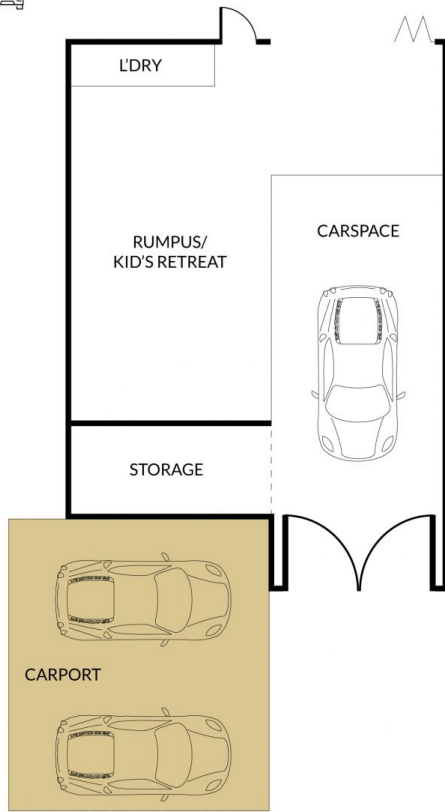 L'DRY
RUMPUS/
KID'S RETREAT
CARSPACE
STORAGE
CARPORT